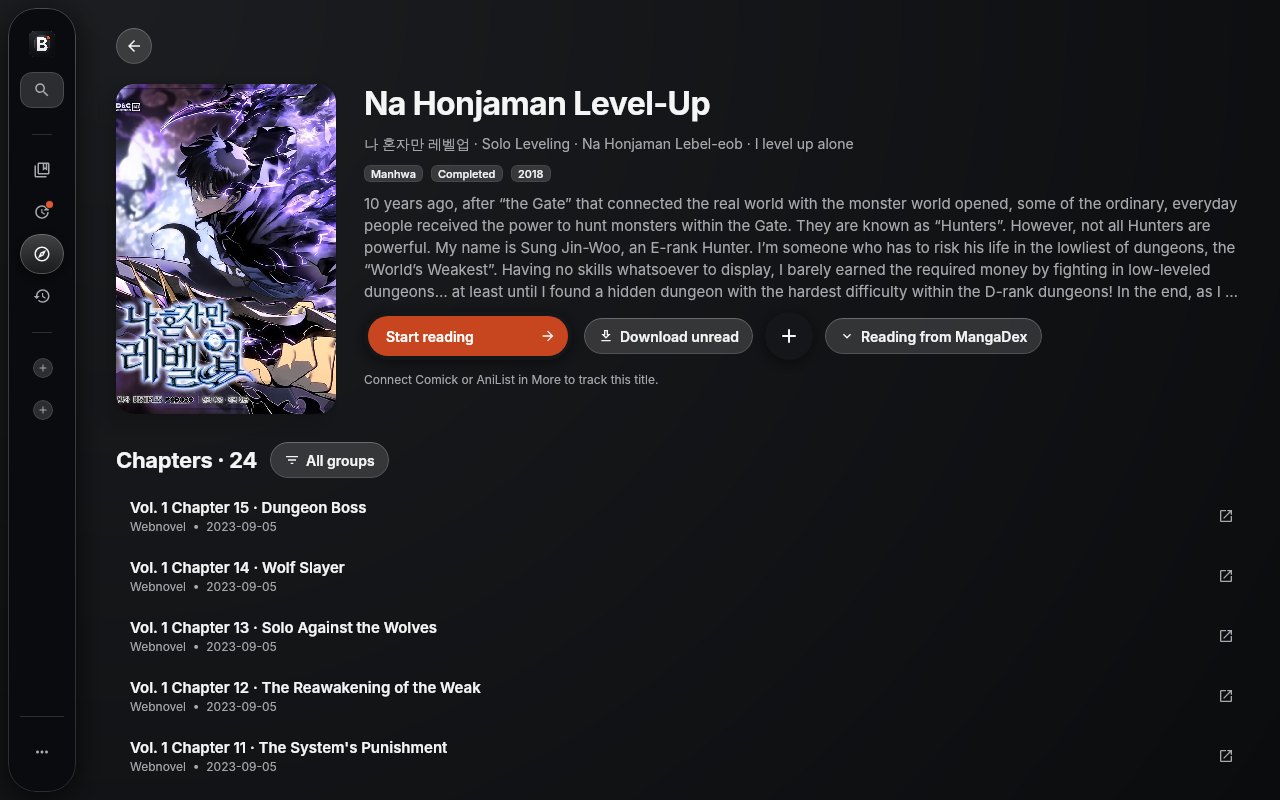 B
Na Honjaman Level-Up
나 혼자만 레벨업 · Solo Leveling · Na Honjaman Lebel-eob · I level up alone
Manhwa Completed 2018
10 years ago, after “the Gate” that connected the real world with the monster world opened, some of the ordinary, everyday
people received the power to hunt monsters within the Gate. They are known as “Hunters”. However, not all Hunters are
powerful. My name is Sung Jin-Woo, an E-rank Hunter. I’m someone who has to risk his life in the lowliest of dungeons, the
“World’s Weakest”. Having no skills whatsoever to display, I barely earned the required money by fighting in low-leveled
dungeons… at least until I found a hidden dungeon with the hardest difficulty within the D-rank dungeons! In the end, as I ...
D&C
나 혼자만
레벨업
Start reading
Download unread
Reading from MangaDex
Connect Comick or AniList in More to track this title.
Chapters · 24
All groups
Vol. 1 Chapter 15 · Dungeon Boss
Webnovel • 2023-09-05
Vol. 1 Chapter 14 · Wolf Slayer
Webnovel • 2023-09-05
Vol. 1 Chapter 13 · Solo Against the Wolves
Webnovel • 2023-09-05
Vol. 1 Chapter 12 · The Reawakening of the Weak
Webnovel • 2023-09-05
Vol. 1 Chapter 11 · The System's Punishment
Webnovel • 2023-09-05